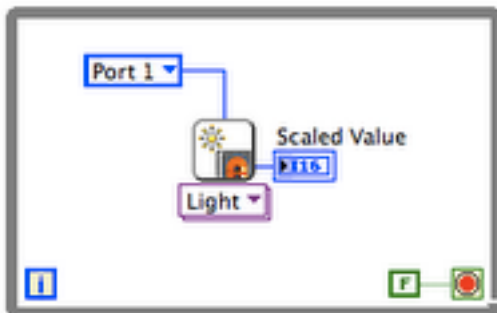 Port 1
Scaled Value
I16
Light
i
F